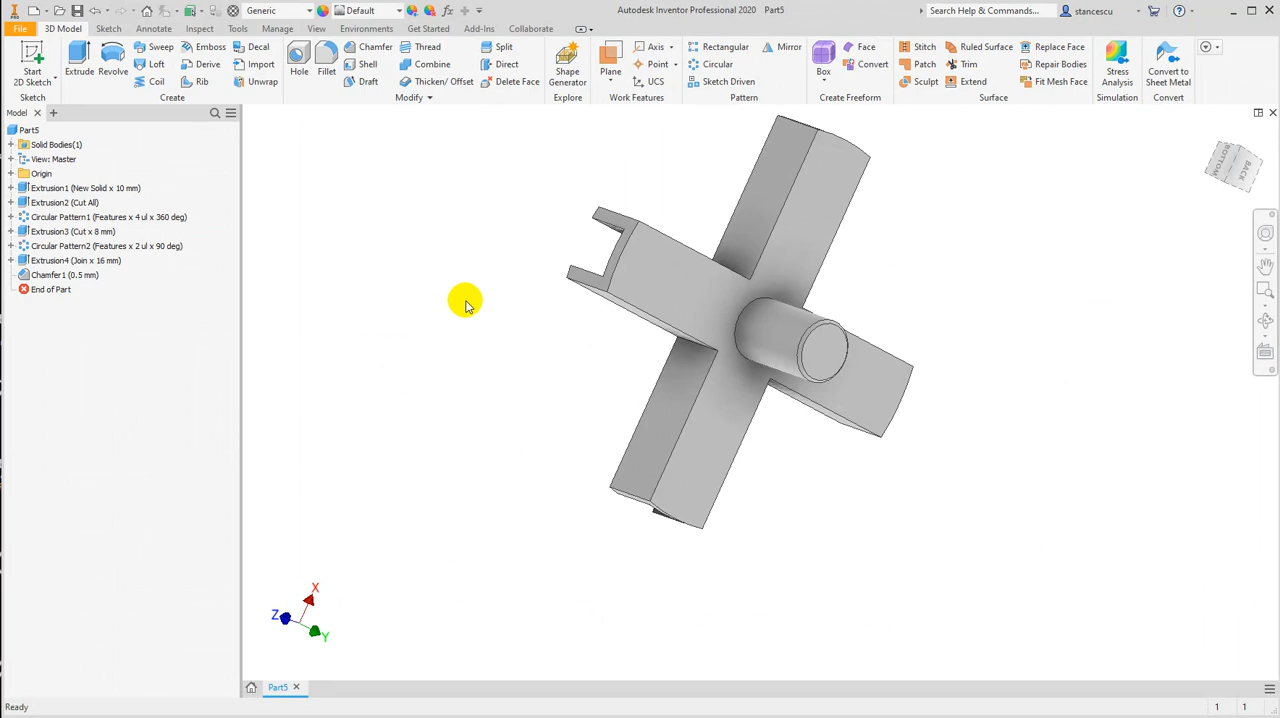 Generic
Default
fx
Autodesk Inventor Professional 2020 Part5
Search Help & Commands...
stancescu
File
3D Model
Sketch
Annotate
Inspect
Tools
Manage
View
Environments
Get Started
Add-Ins
Collaborate
Start
2D Sketch
Sketch
Extrude
Revolve
Sweep
Loft
Coil
Emboss
Derive
Rib
Decal
Import
Unwrap
Create
Hole
Fillet
Chamfer
Shell
Draft
Thread
Combine
Thicken/ Offset
Split
Direct
Delete Face
Modify
Shape
Generator
Explore
Plane
Axis
Point
UCS
Work Features
Rectangular
Circular
Sketch Driven
Mirror
Pattern
Box
Face
Convert
Create Freeform
Stitch
Patch
Sculpt
Ruled Surface
Trim
Extend
Replace Face
Repair Bodies
Fit Mesh Face
Surface
Stress
Analysis
Simulation
Convert to
Sheet Metal
Convert
Model
Part5
Solid Bodies(1)
View: Master
Origin
Extrusion1 (New Solid x 10 mm)
Extrusion2 (Cut All)
Circular Pattern1 (Features x 4 ul x 360 deg)
Extrusion3 (Cut x 8 mm)
Circular Pattern2 (Features x 2 ul x 90 deg)
Extrusion4 (Join x 16 mm)
Chamfer1 (0.5 mm)
End of Part
BOTTOM
BACK
X
Z
Y
Part5
Ready
1
1